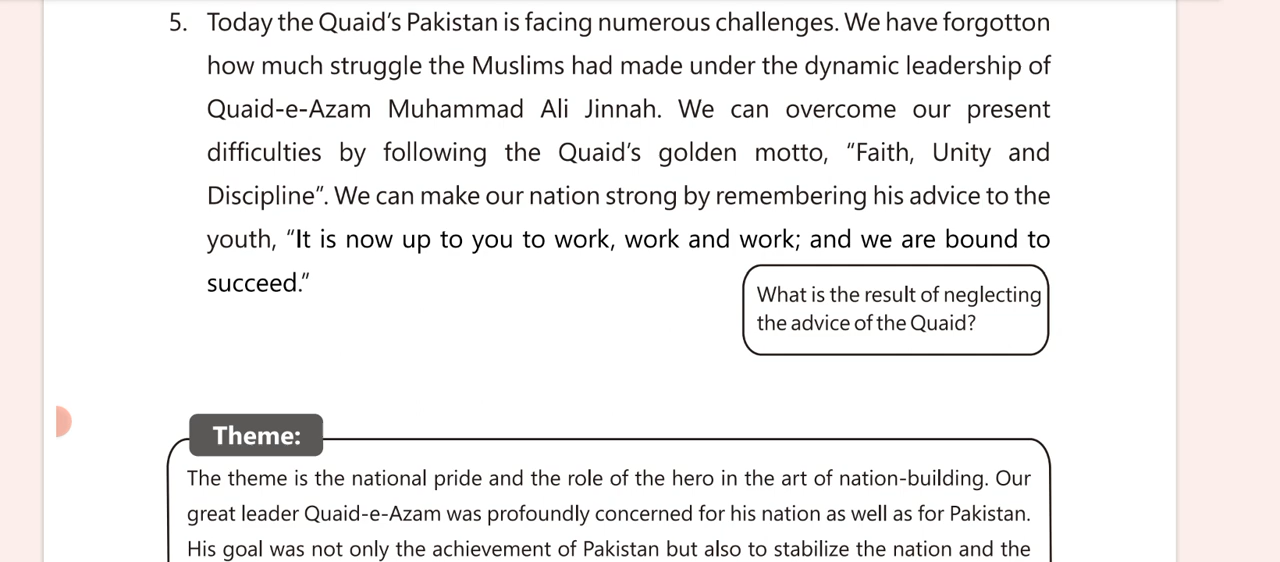 5. Today the Quaid’s Pakistan is facing numerous challenges. We have forgotton
how much struggle the Muslims had made under the dynamic leadership of
Quaid-e-Azam Muhammad Ali Jinnah. We can overcome our present
difficulties by following the Quaid’s golden motto, “Faith, Unity and
Discipline”. We can make our nation strong by remembering his advice to the
youth, “It is now up to you to work, work and work; and we are bound to
succeed.”
What is the result of neglecting
the advice of the Quaid?
Theme:
The theme is the national pride and the role of the hero in the art of nation-building. Our
great leader Quaid-e-Azam was profoundly concerned for his nation as well as for Pakistan.
His goal was not only the achievement of Pakistan but also to stabilize the nation and the